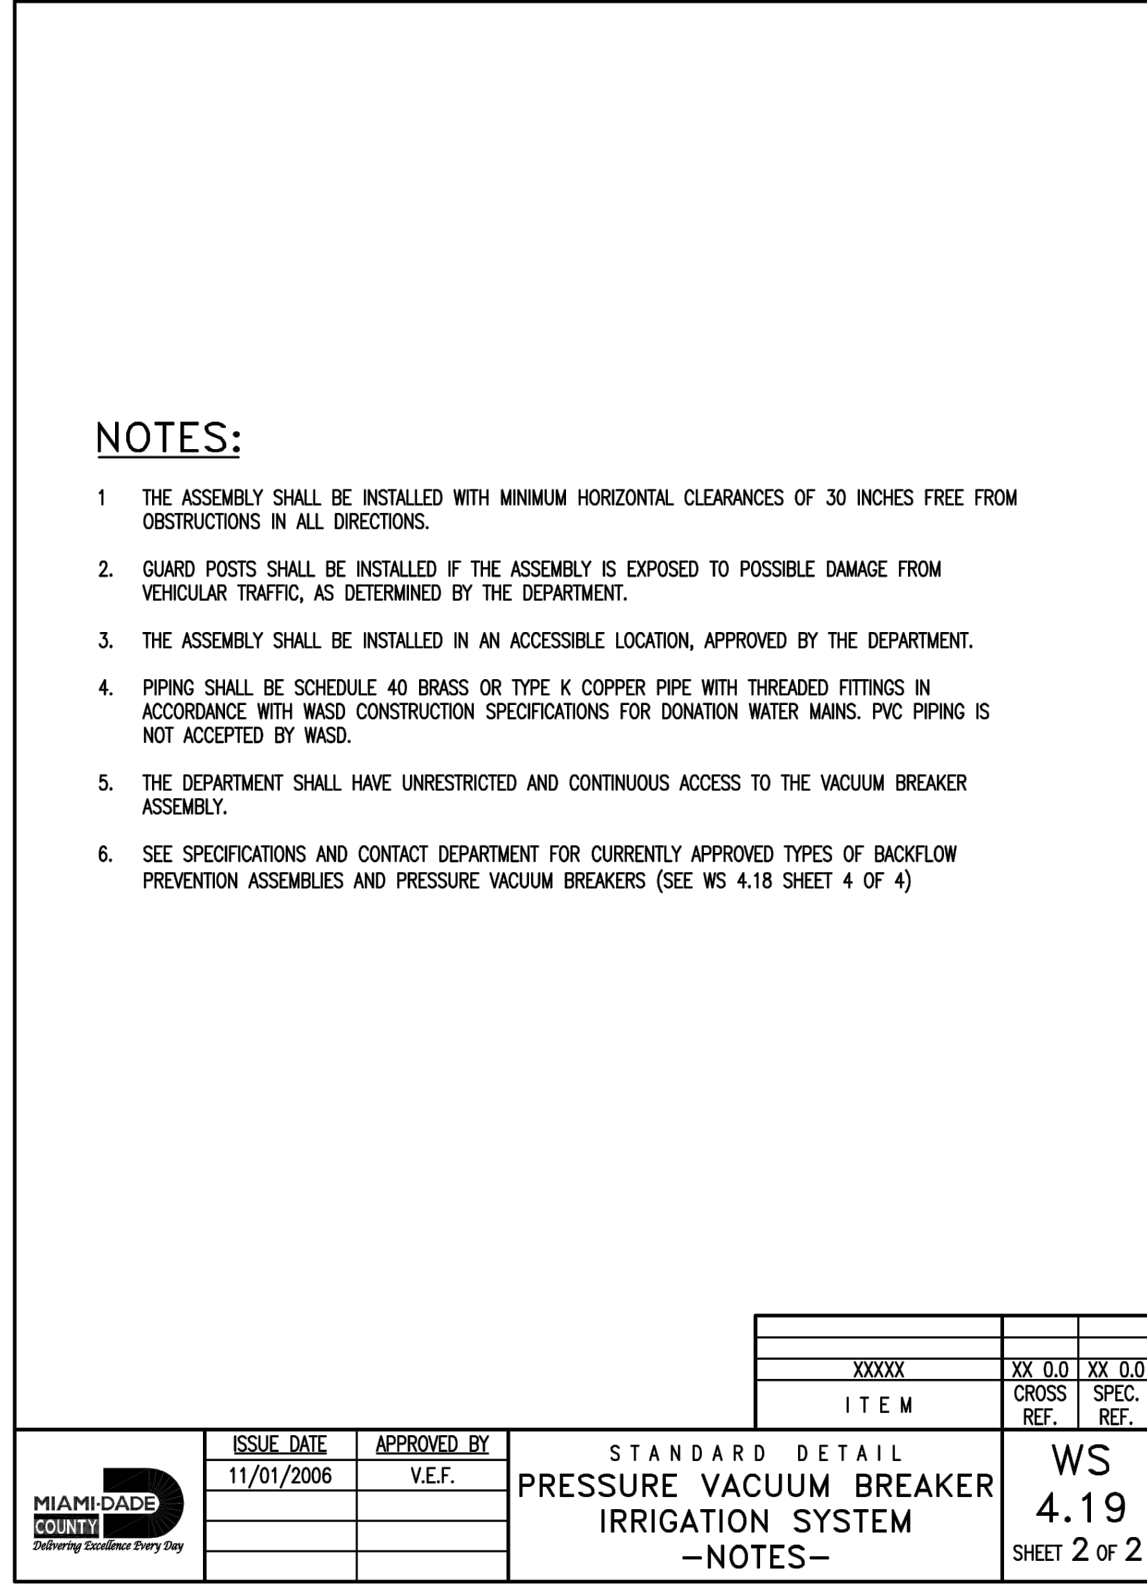 NOTES:
1 THE ASSEMBLY SHALL BE INSTALLED WITH MINIMUM HORIZONTAL CLEARANCES OF 30 INCHES FREE FROM
OBSTRUCTIONS IN ALL DIRECTIONS.
2. GUARD POSTS SHALL BE INSTALLED IF THE ASSEMBLY IS EXPOSED TO POSSIBLE DAMAGE FROM
VEHICULAR TRAFFIC, AS DETERMINED BY THE DEPARTMENT.
3. THE ASSEMBLY SHALL BE INSTALLED IN AN ACCESSIBLE LOCATION, APPROVED BY THE DEPARTMENT.
4. PIPING SHALL BE SCHEDULE 40 BRASS OR TYPE K COPPER PIPE WITH THREADED FITTINGS IN
ACCORDANCE WITH WASD CONSTRUCTION SPECIFICATIONS FOR DONATION WATER MAINS. PVC PIPING IS
NOT ACCEPTED BY WASD.
5. THE DEPARTMENT SHALL HAVE UNRESTRICTED AND CONTINUOUS ACCESS TO THE VACUUM BREAKER
ASSEMBLY.
6. SEE SPECIFICATIONS AND CONTACT DEPARTMENT FOR CURRENTLY APPROVED TYPES OF BACKFLOW
PREVENTION ASSEMBLIES AND PRESSURE VACUUM BREAKERS (SEE WS 4.18 SHEET 4 OF 4)
XXXXX XX 0.0 XX 0.0
ITEM CROSS REF. SPEC. REF.
MIAMI-DADE
COUNTY
Delivering Excellence Every Day
ISSUE DATE APPROVED BY
11/01/2006 V.E.F.
STANDARD DETAIL
PRESSURE VACUUM BREAKER
IRRIGATION SYSTEM
-NOTES-
WS
4.19
SHEET 2 OF 2